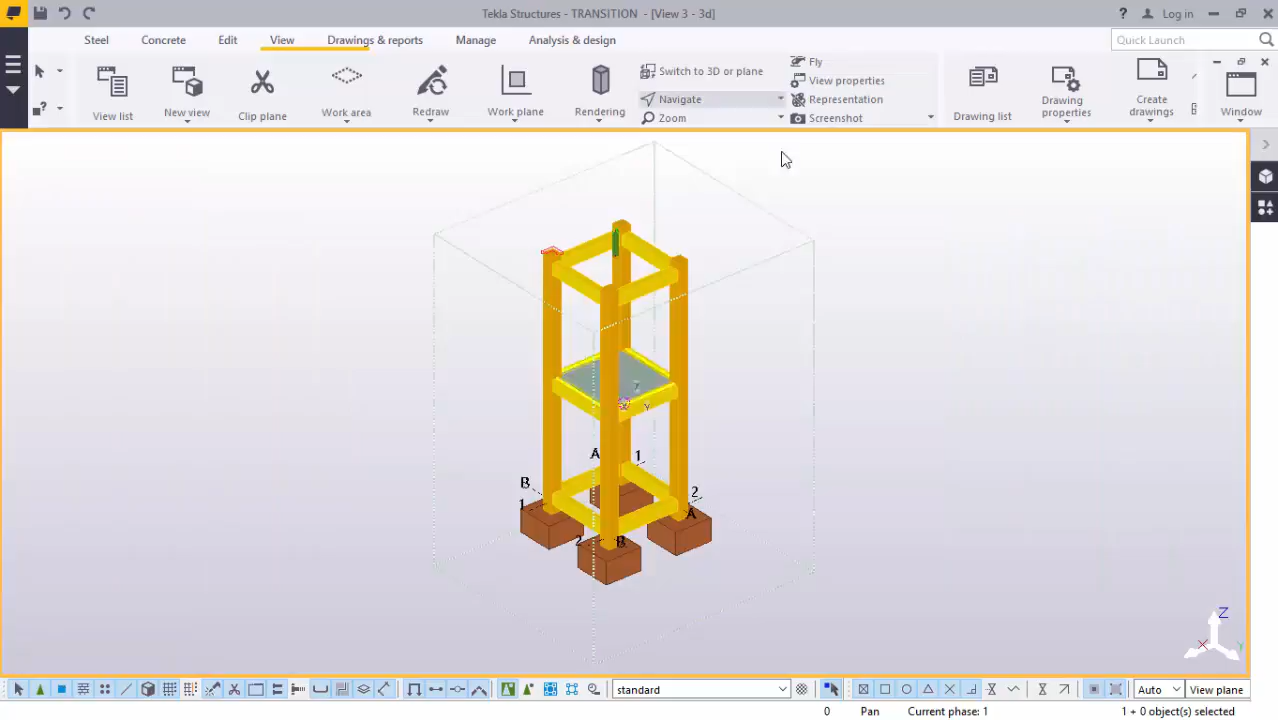 Tekla Structures - TRANSITION - [View 3 - 3d]
? Log in
Steel Concrete Edit View Drawings & reports Manage Analysis & design Quick Launch
Fly
Switch to 3D or plane View properties
Navigate Representation
Zoom Screenshot
View list New view Clip plane Work area Redraw Work plane Rendering Drawing list Drawing properties Create drawings Window
Z
Y
A 1
B
1
2
A
2 B
Z
X Y
standard Auto View plane
0 Pan Current phase: 1 1 + 0 object(s) selected